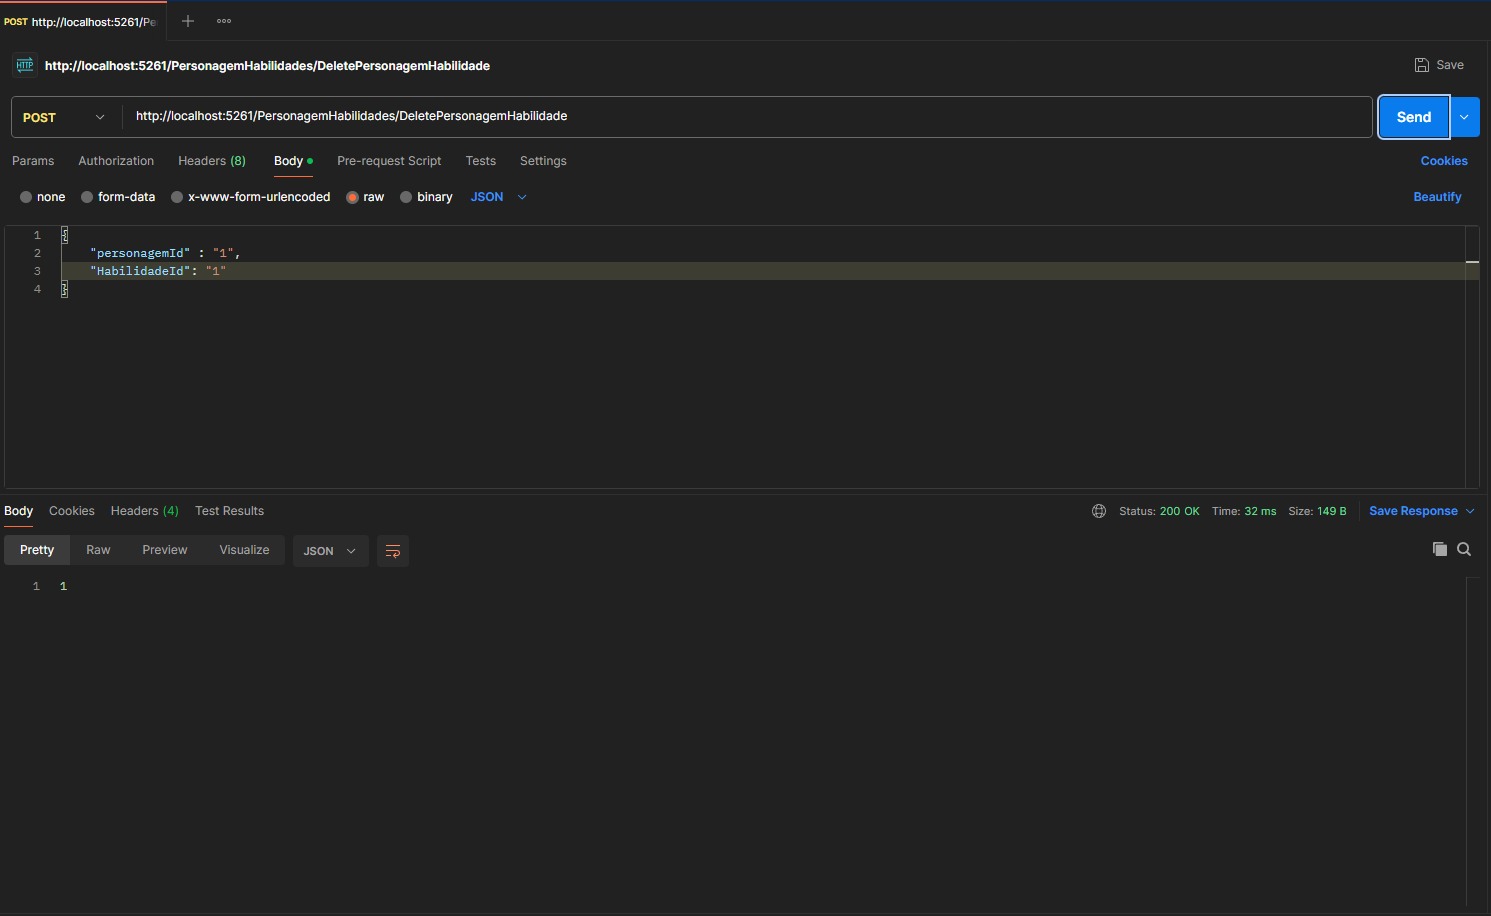 POST http://localhost:5261/Pe
HTTP http://localhost:5261/PersonagemHabilidades/DeletePersonagemHabilidade Save
POST http://localhost:5261/PersonagemHabilidades/DeletePersonagemHabilidade Send
Params Authorization Headers (8) Body Pre-request Script Tests Settings Cookies
none form-data x-www-form-urlencoded raw binary JSON Beautify
1 {
2 "personagemId" : "1",
3 "HabilidadeId": "1"
4 }
Body Cookies Headers (4) Test Results Status: 200 OK Time: 32 ms Size: 149 B Save Response
Pretty Raw Preview Visualize JSON
1 1